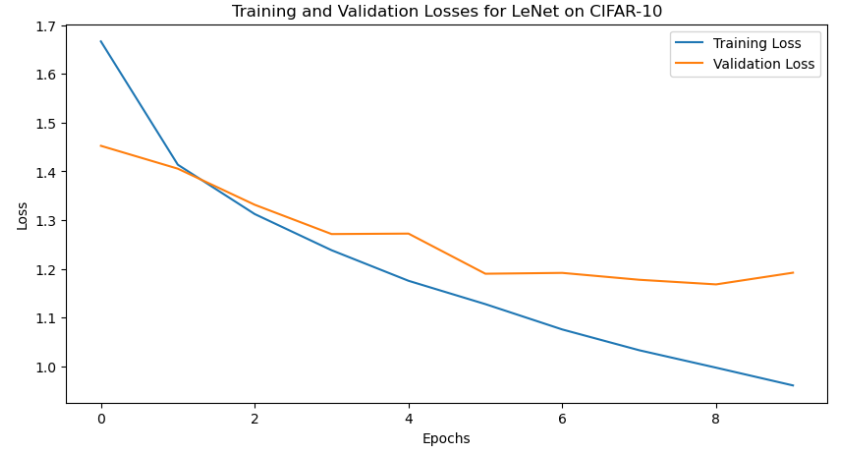 Training and Validation Losses for LeNet on CIFAR-10
1.7
1.6
1.5
1.4
1.3
1.2
1.1
1.0
Loss
Training Loss
Validation Loss
0 2 4 6 8
Epochs